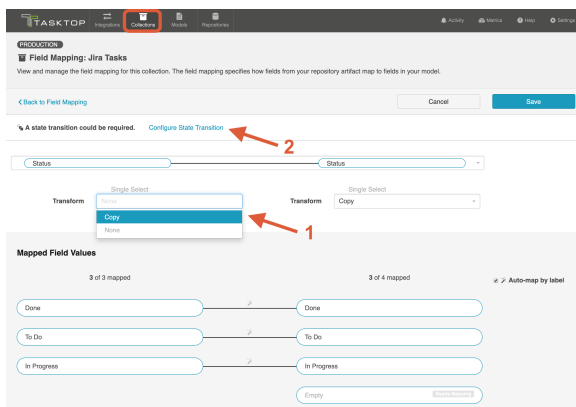 TASKTOP
Integrations
Collections
Models
Repositories
Activity
Metrics
Help
Settings
PRODUCTION
Field Mapping: Jira Tasks
View and manage the field mapping for this collection. The field mapping specifies how fields from your repository artifact map to fields in your model.
Back to Field Mapping
Cancel
Save
A state transition could be required. Configure State Transition
2
Status
Status
Single Select
Single Select
Transform
None
Transform
Copy
Copy
None
1
Mapped Field Values
3 of 3 mapped
3 of 4 mapped
Auto-map by label
Done
Done
To Do
To Do
In Progress
In Progress
Empty